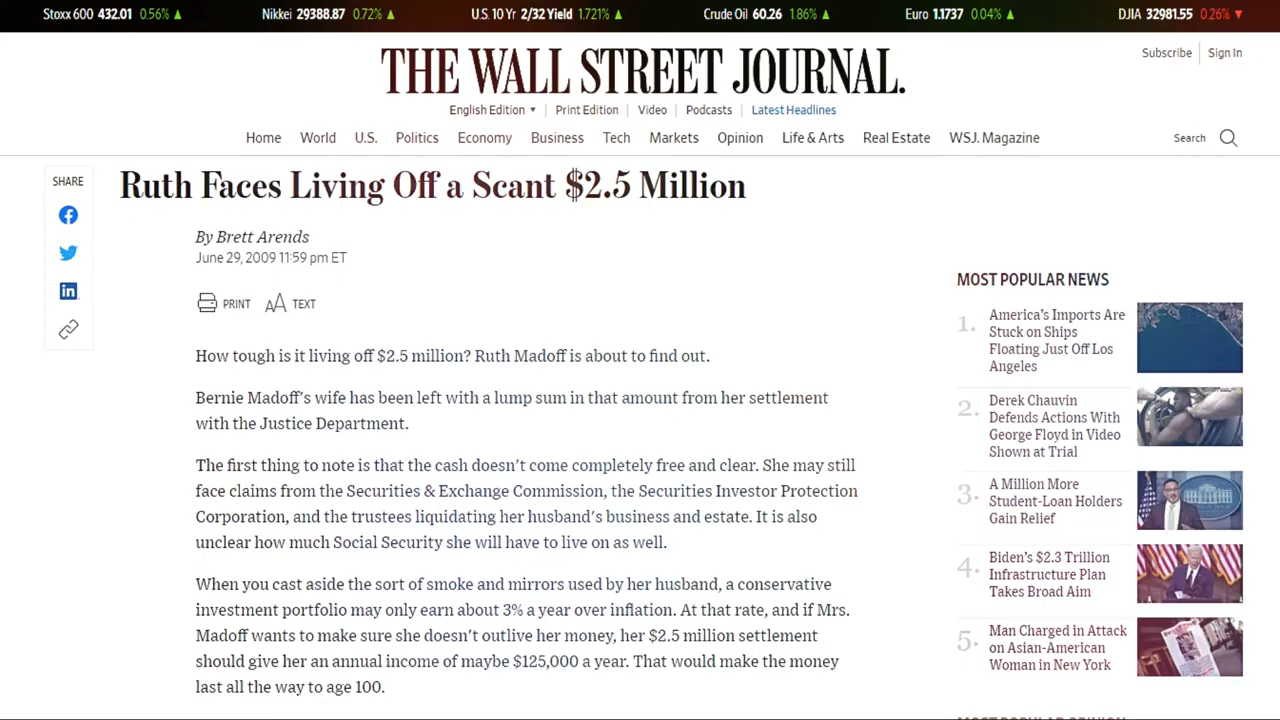 Stoxx 600 432.01 0.56% ▲ Nikkei 29388.87 0.72% ▲ U.S. 10 Yr 2/32 Yield 1.721% ▲ Crude Oil 60.26 1.86% ▲ Euro 1.1737 0.04% ▲ DJIA 32981.55 0.26% ▼
Subscribe Sign In
THE WALL STREET JOURNAL.
English Edition ▾ Print Edition Video Podcasts Latest Headlines
Home World U.S. Politics Economy Business Tech Markets Opinion Life & Arts Real Estate WSJ. Magazine Search
SHARE
Ruth Faces Living Off a Scant $2.5 Million
By Brett Arends
June 29, 2009 11:59 pm ET
PRINT AA TEXT
How tough is it living off $2.5 million? Ruth Madoff is about to find out.
Bernie Madoff's wife has been left with a lump sum in that amount from her settlement
with the Justice Department.
The first thing to note is that the cash doesn't come completely free and clear. She may still
face claims from the Securities & Exchange Commission, the Securities Investor Protection
Corporation, and the trustees liquidating her husband's business and estate. It is also
unclear how much Social Security she will have to live on as well.
When you cast aside the sort of smoke and mirrors used by her husband, a conservative
investment portfolio may only earn about 3% a year over inflation. At that rate, and if Mrs.
Madoff wants to make sure she doesn't outlive her money, her $2.5 million settlement
should give her an annual income of maybe $125,000 a year. That would make the money
last all the way to age 100.
MOST POPULAR NEWS
1. America's Imports Are
Stuck on Ships
Floating Just Off Los
Angeles
2. Derek Chauvin
Defends Actions With
George Floyd in Video
Shown at Trial
3. A Million More
Student-Loan Holders
Gain Relief
4. Biden's $2.3 Trillion
Infrastructure Plan
Takes Broad Aim
5. Man Charged in Attack
on Asian-American
Woman in New York